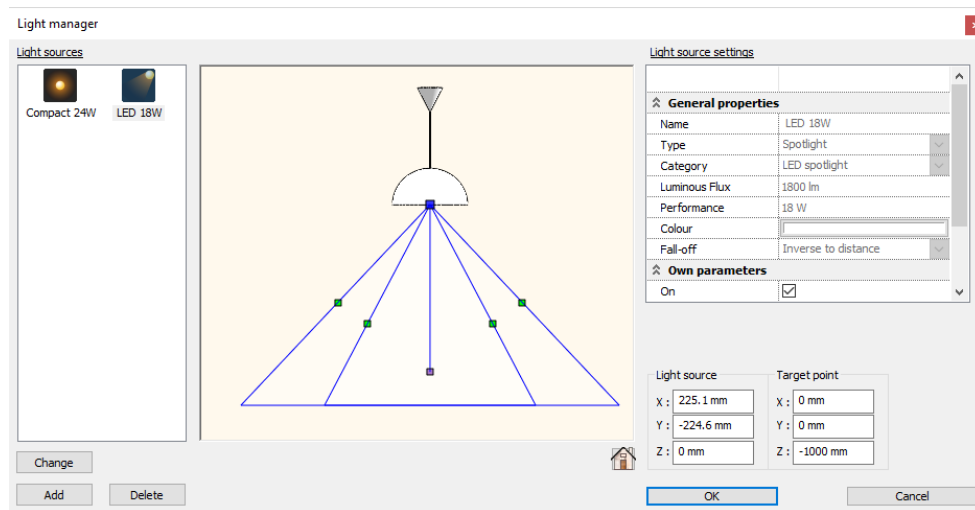 Light manager
Light sources
Compact 24W
LED 18W
Change
Add
Delete
Light source settings
General properties
Name LED 18W
Type Spotlight
Category LED spotlight
Luminous Flux 1800 lm
Performance 18 W
Colour
Fall-off Inverse to distance
Own parameters
On
Light source
X : 225.1 mm
Y : -224.6 mm
Z : 0 mm
Target point
X : 0 mm
Y : 0 mm
Z : -1000 mm
OK
Cancel